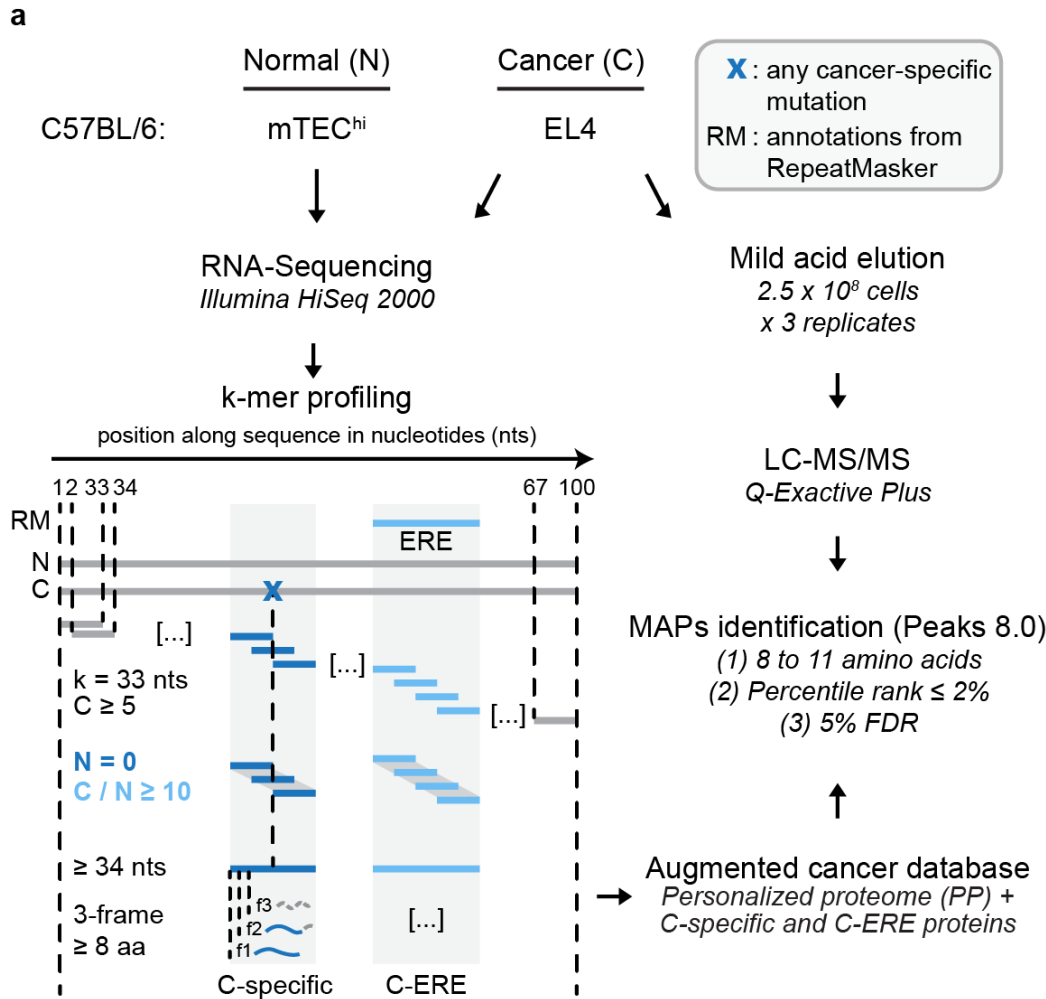 a
Normal (N)
Cancer (C)
X : any cancer-specific
mutation
RM : annotations from
RepeatMasker
C57BL/6:
mTEChi
EL4
RNA-Sequencing
Illumina HiSeq 2000
Mild acid elution
2.5 x 10⁸ cells
x 3 replicates
k-mer profiling
position along sequence in nucleotides (nts)
LC-MS/MS
Q-Exactive Plus
1 2 33 34 67 100
RM
ERE
N
C
X
[...]
[...]
[...]
k = 33 nts
C ≥ 5
N = 0
C / N ≥ 10
MAPs identification (Peaks 8.0)
(1) 8 to 11 amino acids
(2) Percentile rank ≤ 2%
(3) 5% FDR
≥ 34 nts
3-frame
≥ 8 aa
f3
f2
f1
[...]
C-specific
C-ERE
Augmented cancer database
Personalized proteome (PP) +
C-specific and C-ERE proteins